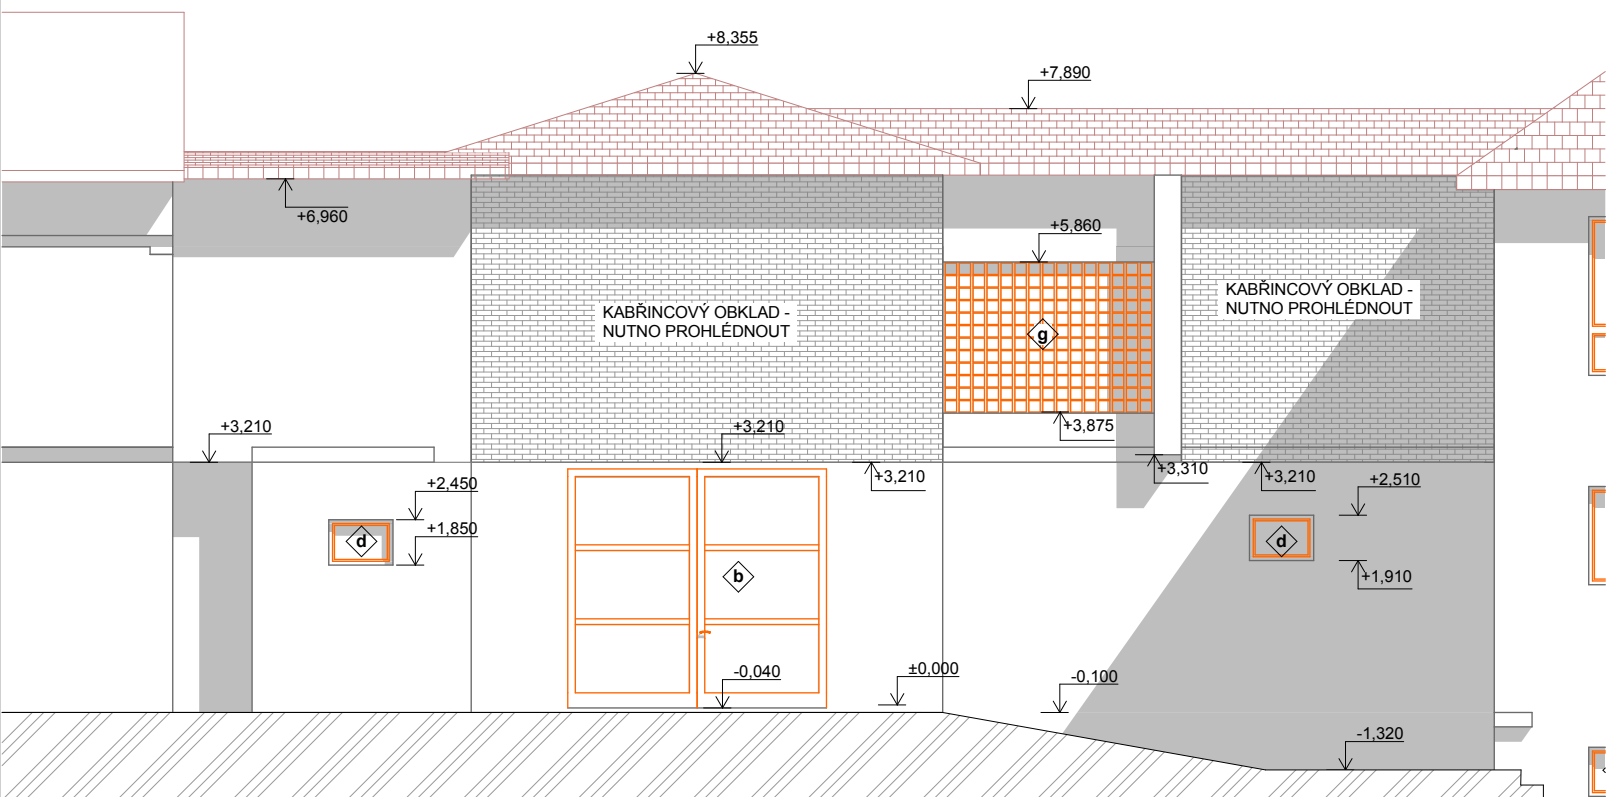 +8,355
+7,890
+6,960
+5,860
KABŘINCOVÝ OBKLAD -
NUTNO PROHLÉDNOUT
KABŘINCOVÝ OBKLAD -
NUTNO PROHLÉDNOUT
g
+3,875
+3,210
+3,210
+3,210
+3,310
+3,210
+2,450
+2,510
+1,850
d
d
b
+1,910
-0,040
±0,000
-0,100
-1,320